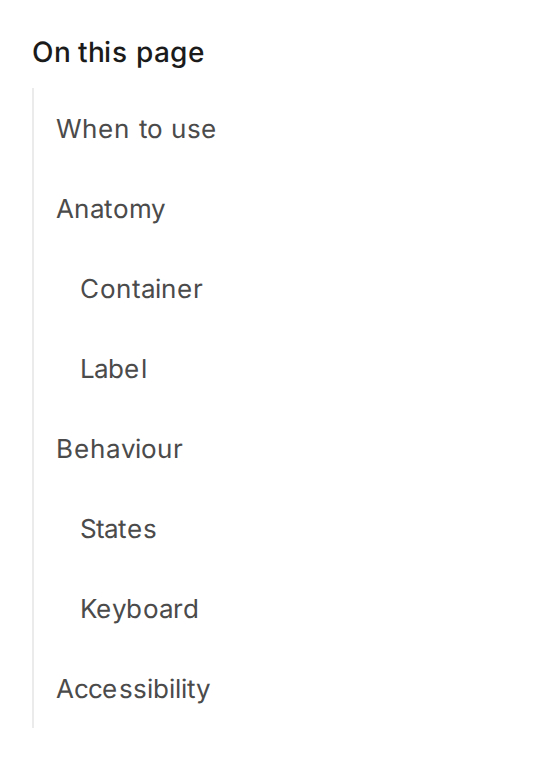 On this page
When to use
Anatomy
Container
Label
Behaviour
States
Keyboard
Accessibility